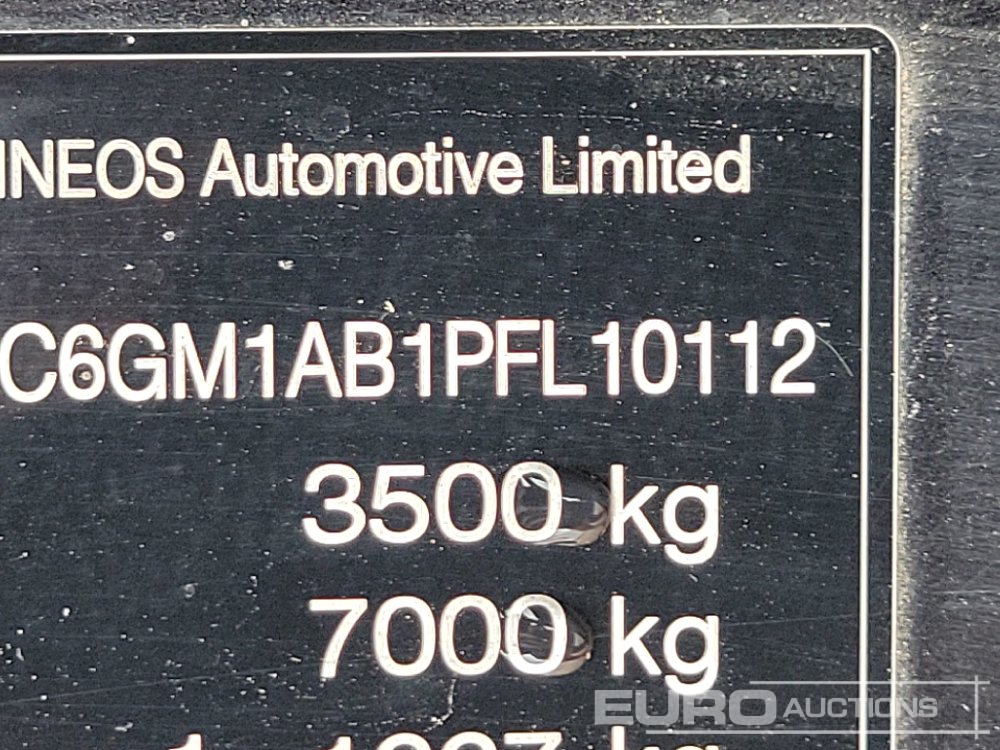 INEOS Automotive Limited
C6GM1AB1PFL10112
3500 kg
7000 kg
EURO AUCTIONS